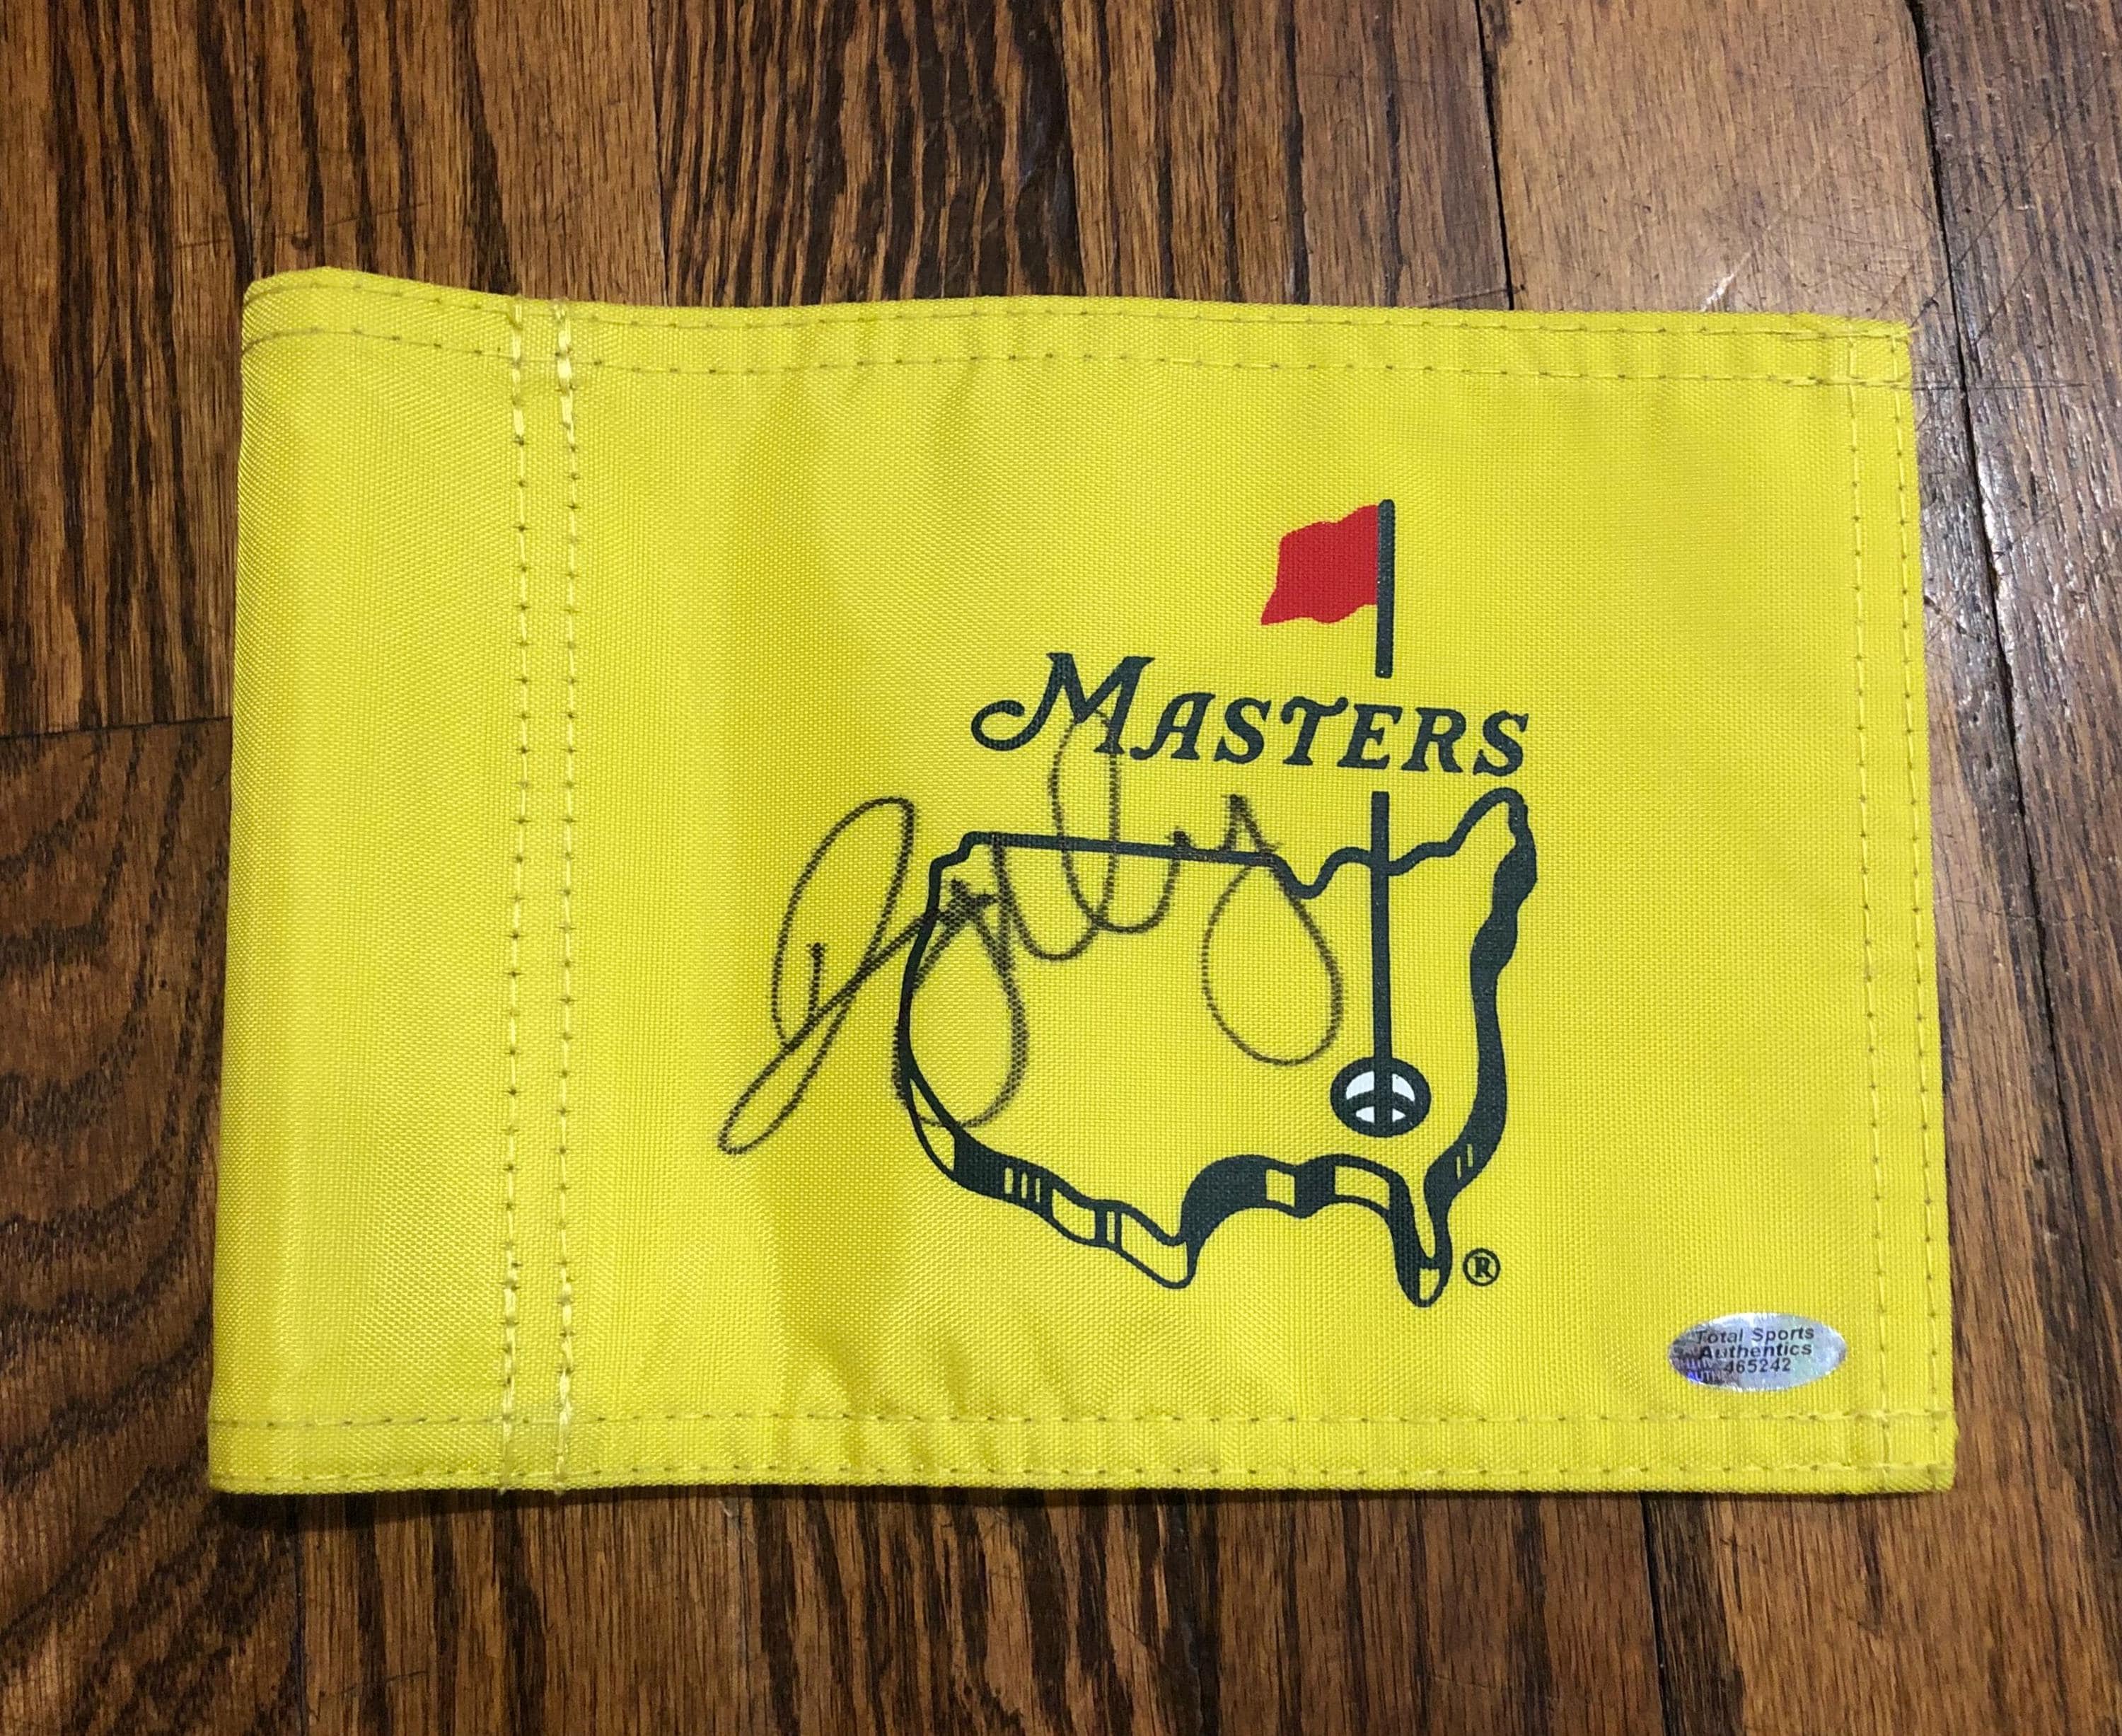 MASTERS
®
Total Sports
Authentics
465242